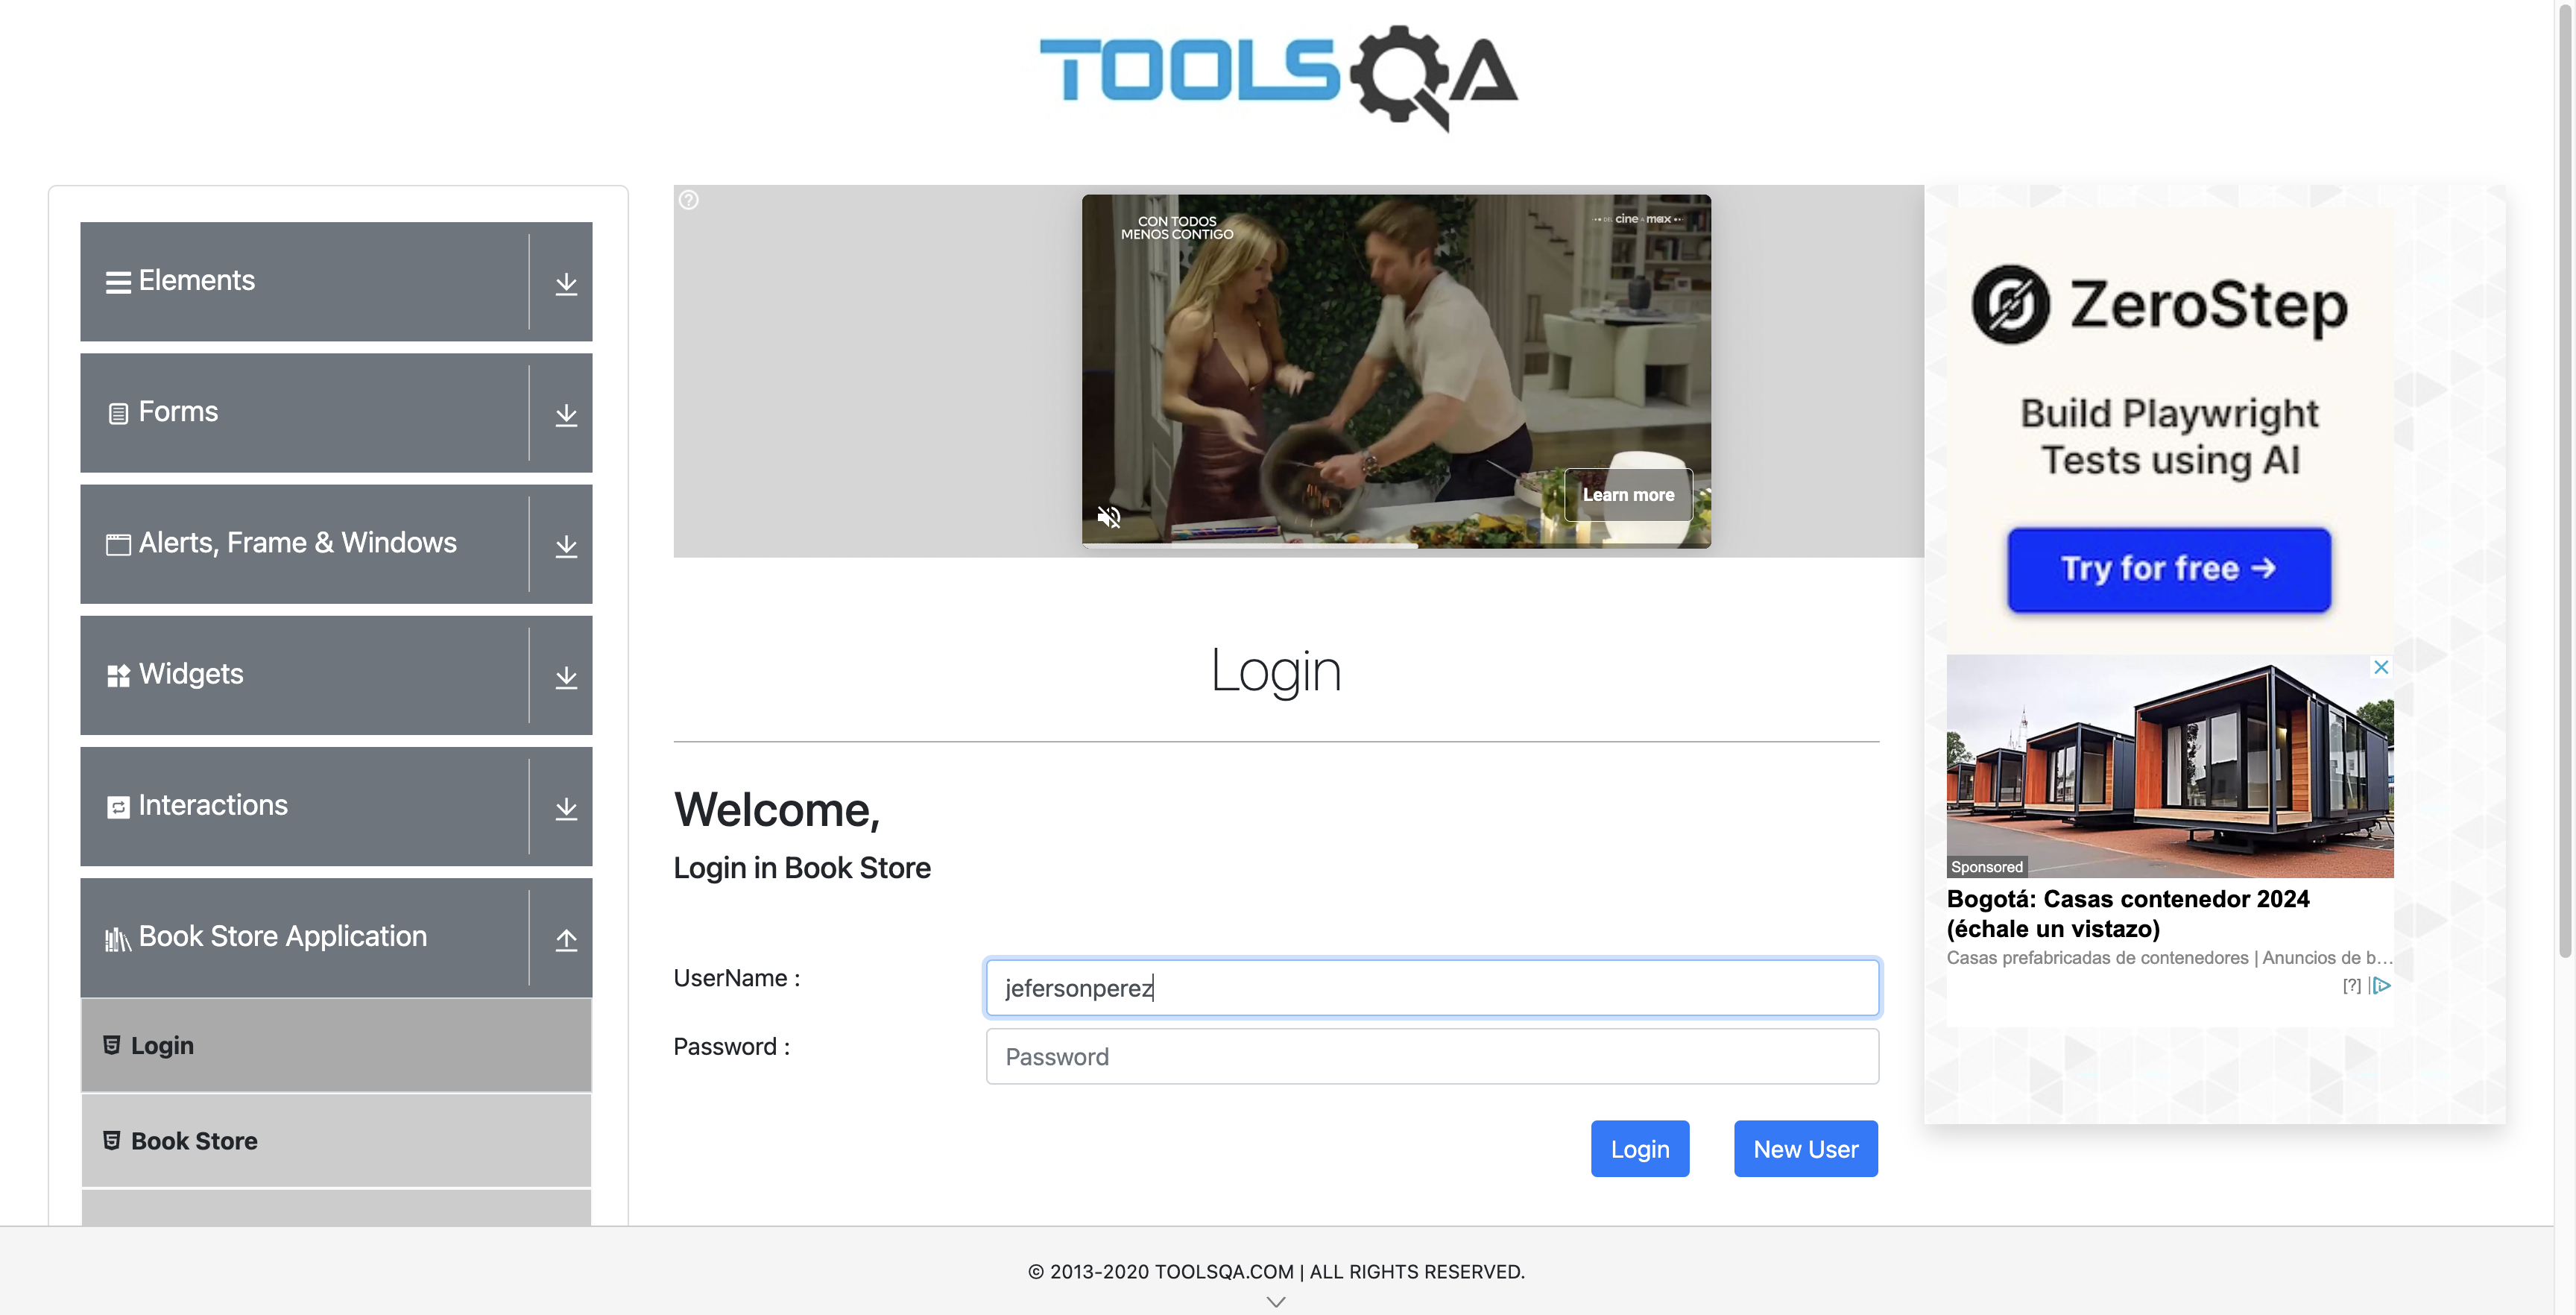 TOOLSQA
Elements
Forms
Alerts, Frame & Windows
Widgets
Interactions
Book Store Application
Login
Book Store
CON TODOS
MENOS CONTIGO
DEL cine A max
Learn more
Login
Welcome,
Login in Book Store
UserName :
jefersonperez
Password :
Password
Login
New User
ZeroStep
Build Playwright
Tests using AI
Try for free →
Sponsored
Bogotá: Casas contenedor 2024
(échale un vistazo)
Casas prefabricadas de contenedores | Anuncios de b...
[?]
© 2013-2020 TOOLSQA.COM | ALL RIGHTS RESERVED.